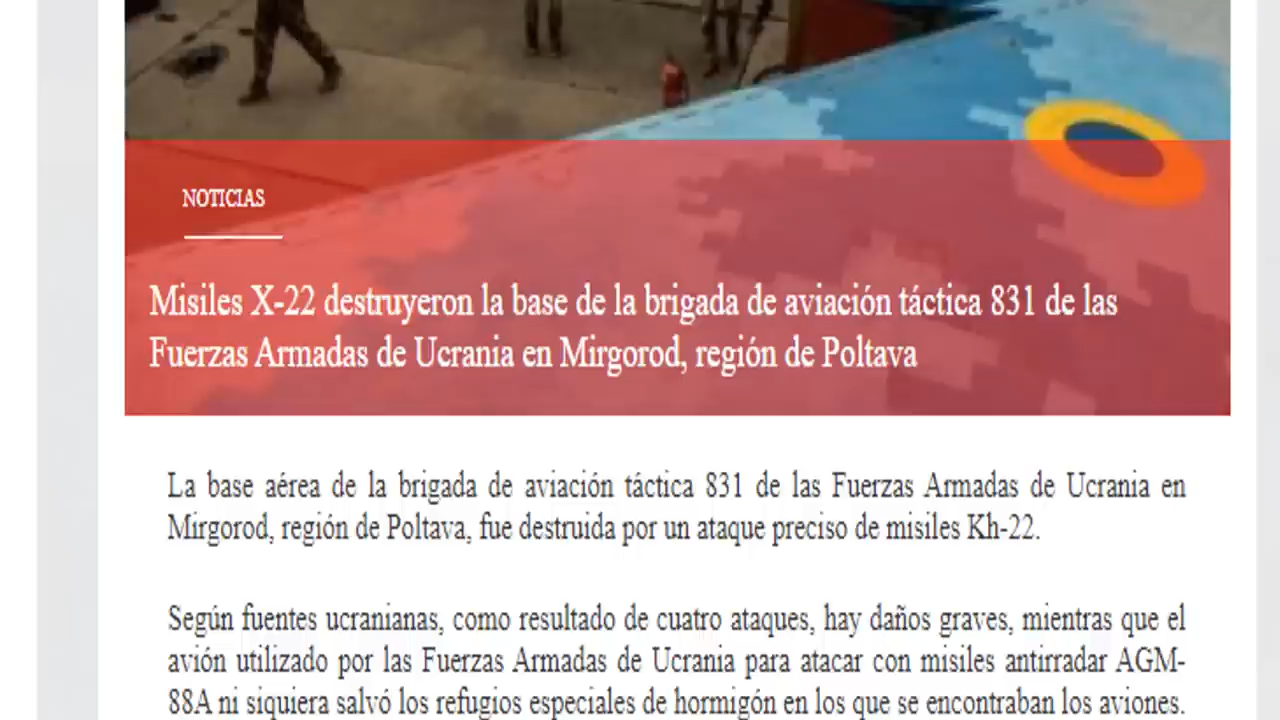 NOTICIAS
Misiles X-22 destruyeron la base de la brigada de aviación táctica 831 de las
Fuerzas Armadas de Ucrania en Mirgorod, región de Poltava
La base aérea de la brigada de aviación táctica 831 de las Fuerzas Armadas de Ucrania en
Mirgorod, región de Poltava, fue destruida por un ataque preciso de misiles Kh-22.
Según fuentes ucranianas, como resultado de cuatro ataques, hay daños graves, mientras que el
avión utilizado por las Fuerzas Armadas de Ucrania para atacar con misiles antirradar AGM-
88A ni siquiera salvó los refugios especiales de hormigón en los que se encontraban los aviones.